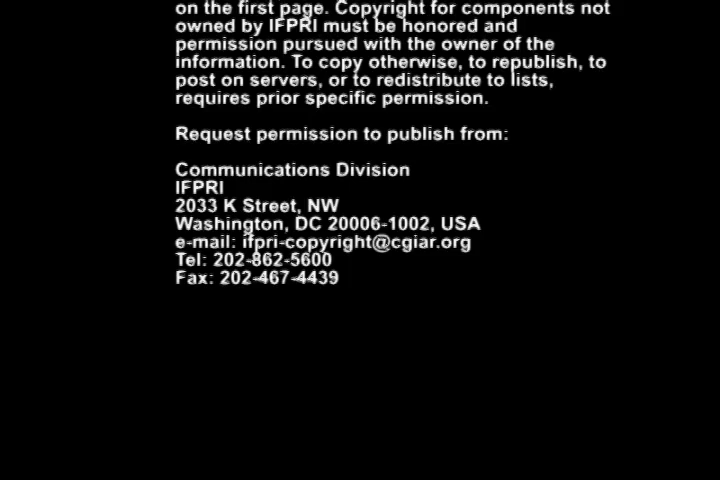 on the first page. Copyright for components not
owned by IFPRI must be honored and
permission pursued with the owner of the
information. To copy otherwise, to republish, to
post on servers, or to redistribute to lists,
requires prior specific permission.
Request permission to publish from:
Communications Division
IFPRI
2033 K Street, NW
Washington, DC 20006-1002, USA
e-mail: ifpri-copyright@cgiar.org
Tel: 202-862-5600
Fax: 202-467-4439